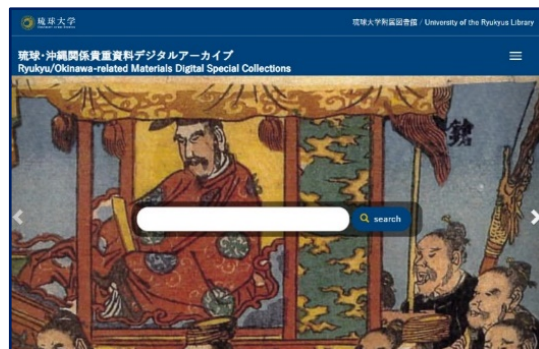 琉球大学
琉球大学附属図書館 / University of the Ryukyus Library
琉球・沖縄関係貴重資料デジタルアーカイブ
Ryukyu/Okinawa-related Materials Digital Special Collections
search